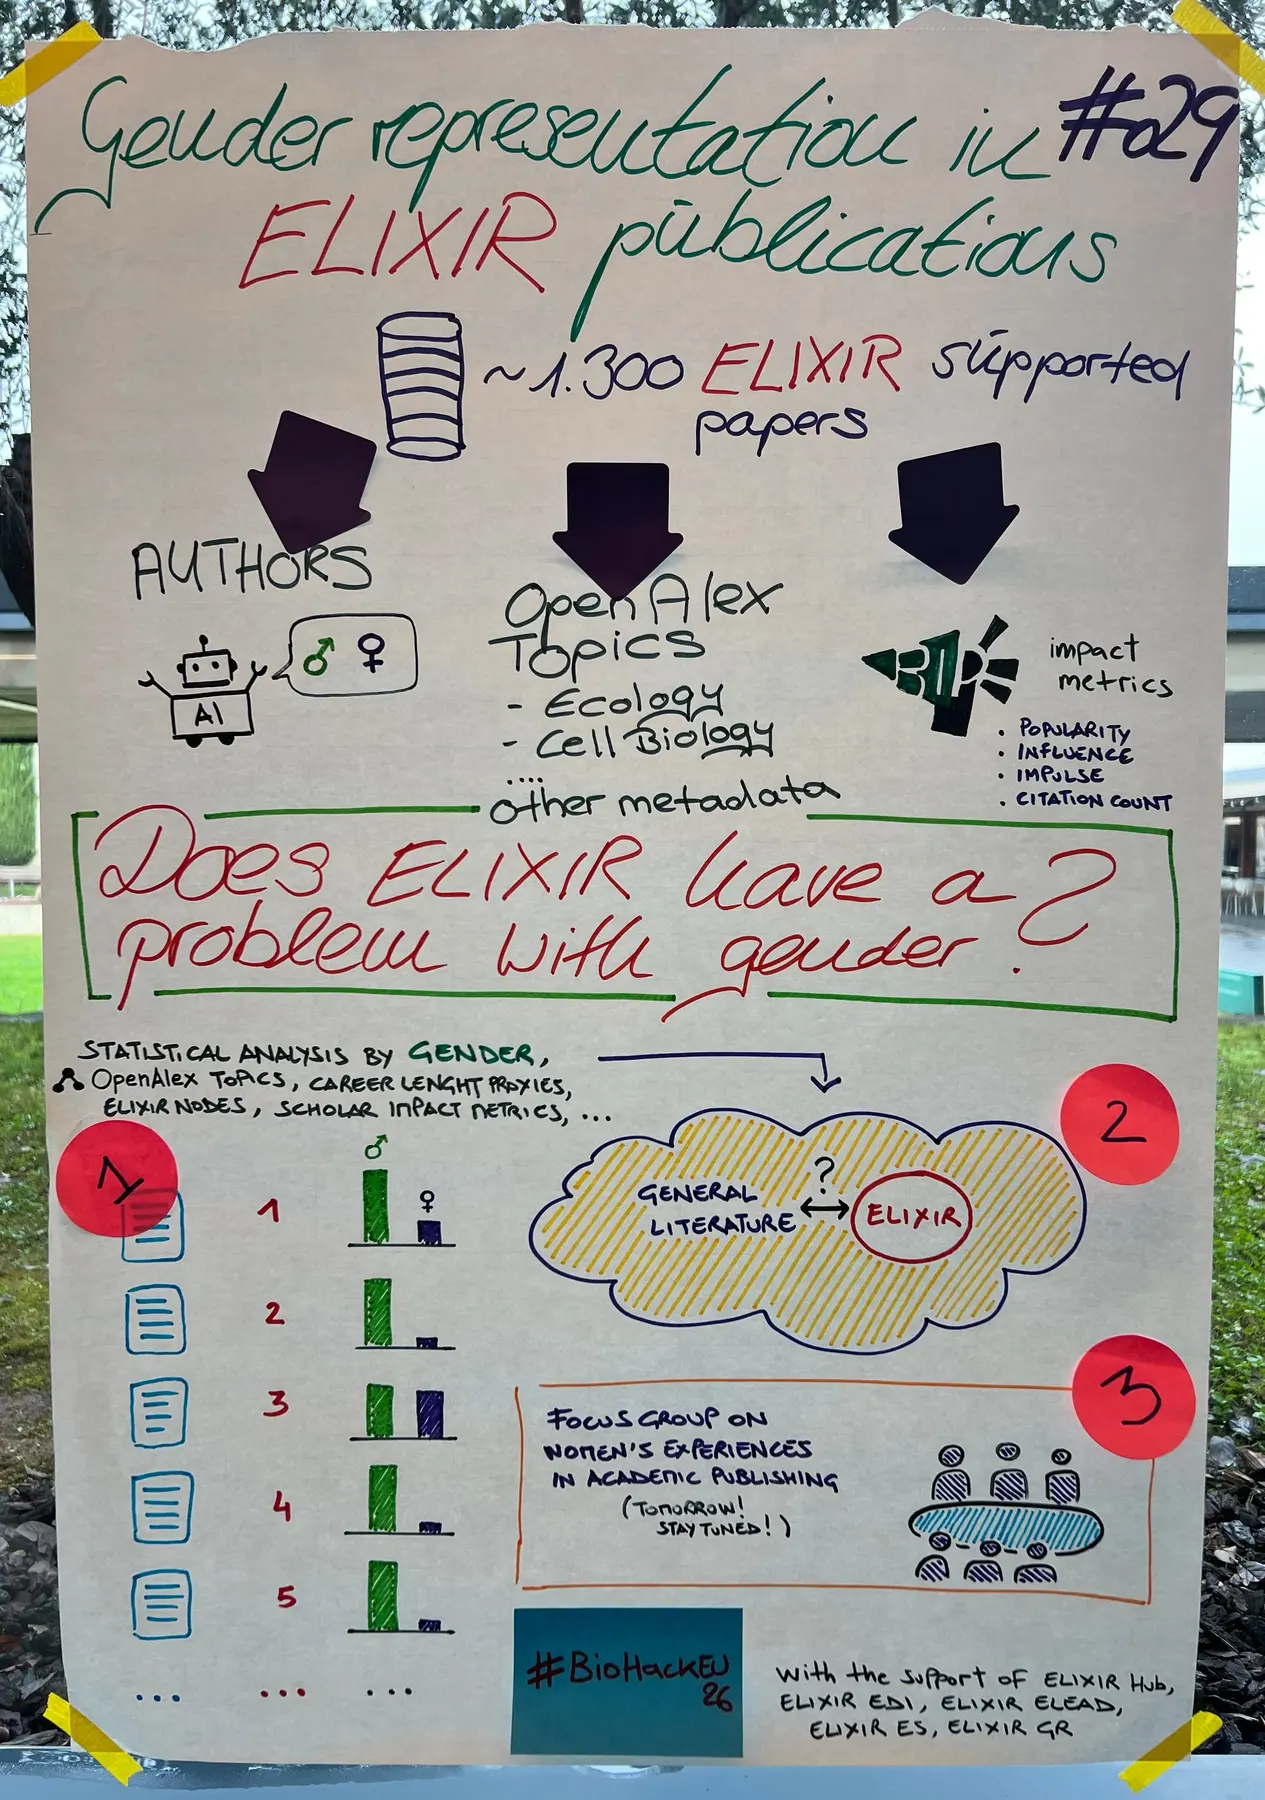 Gender representation in #29
ELIXIR publications
~1.300 ELIXIR supported
papers
AUTHORS
AI
OpenAlex
Topics
- Ecology
- Cell Biology
....
other metadata
BIP
impact
metrics
• POPULARITY
• INFLUENCE
• IMPULSE
• CITATION COUNT
Does ELIXIR have a
problem with gender?
STATISTICAL ANALYSIS BY GENDER,
OpenAlex TOPICS, CAREER LENGHT PROXIES,
ELIXIR NODES, SCHOLAR IMPACT METRICS, ...
1
♂
♀
1
2
3
4
5
... ... ...
2
GENERAL
LITERATURE
?
ELIXIR
3
FOCUS GROUP ON
WOMEN'S EXPERIENCES
IN ACADEMIC PUBLISHING
(TOMORROW!
STAY TUNED!)
#BioHackEU
26
With the support of ELIXIR Hub,
ELIXIR EDI, ELIXIR ELEAD,
ELIXIR ES, ELIXIR GR